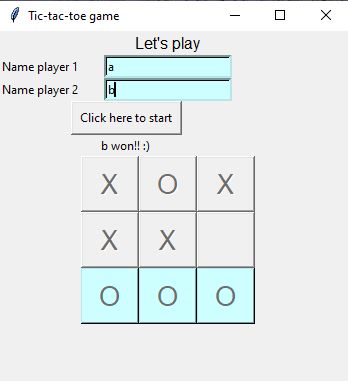 Tic-tac-toe game
Let's play
Name player 1 a
Name player 2 b
Click here to start
b won!! :)
X O X
X X
O O O